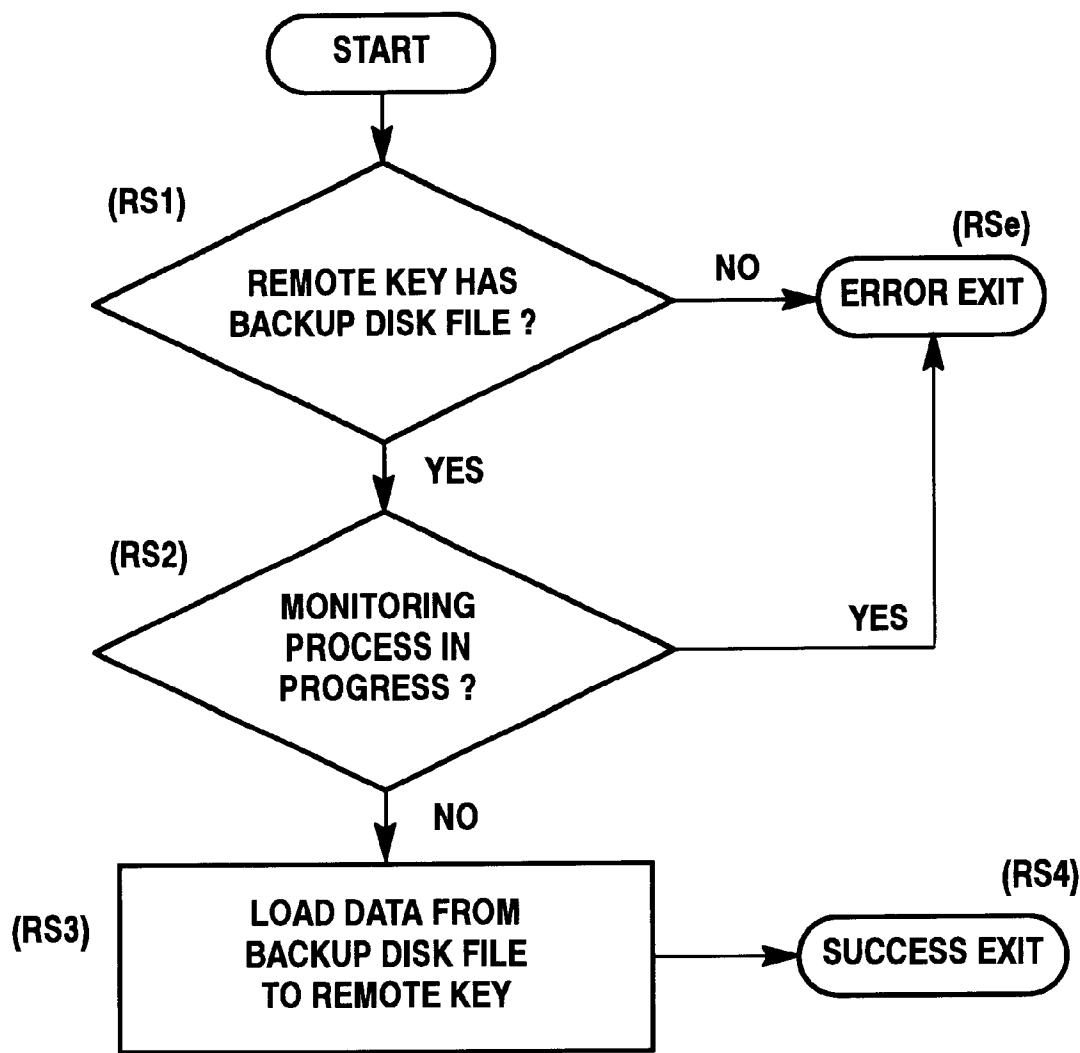 START
(RS1)
REMOTE KEY HAS
BACKUP DISK FILE ?
NO
(RSe)
ERROR EXIT
YES
(RS2)
MONITORING
PROCESS IN
PROGRESS ?
YES
NO
(RS3)
LOAD DATA FROM
BACKUP DISK FILE
TO REMOTE KEY
(RS4)
SUCCESS EXIT